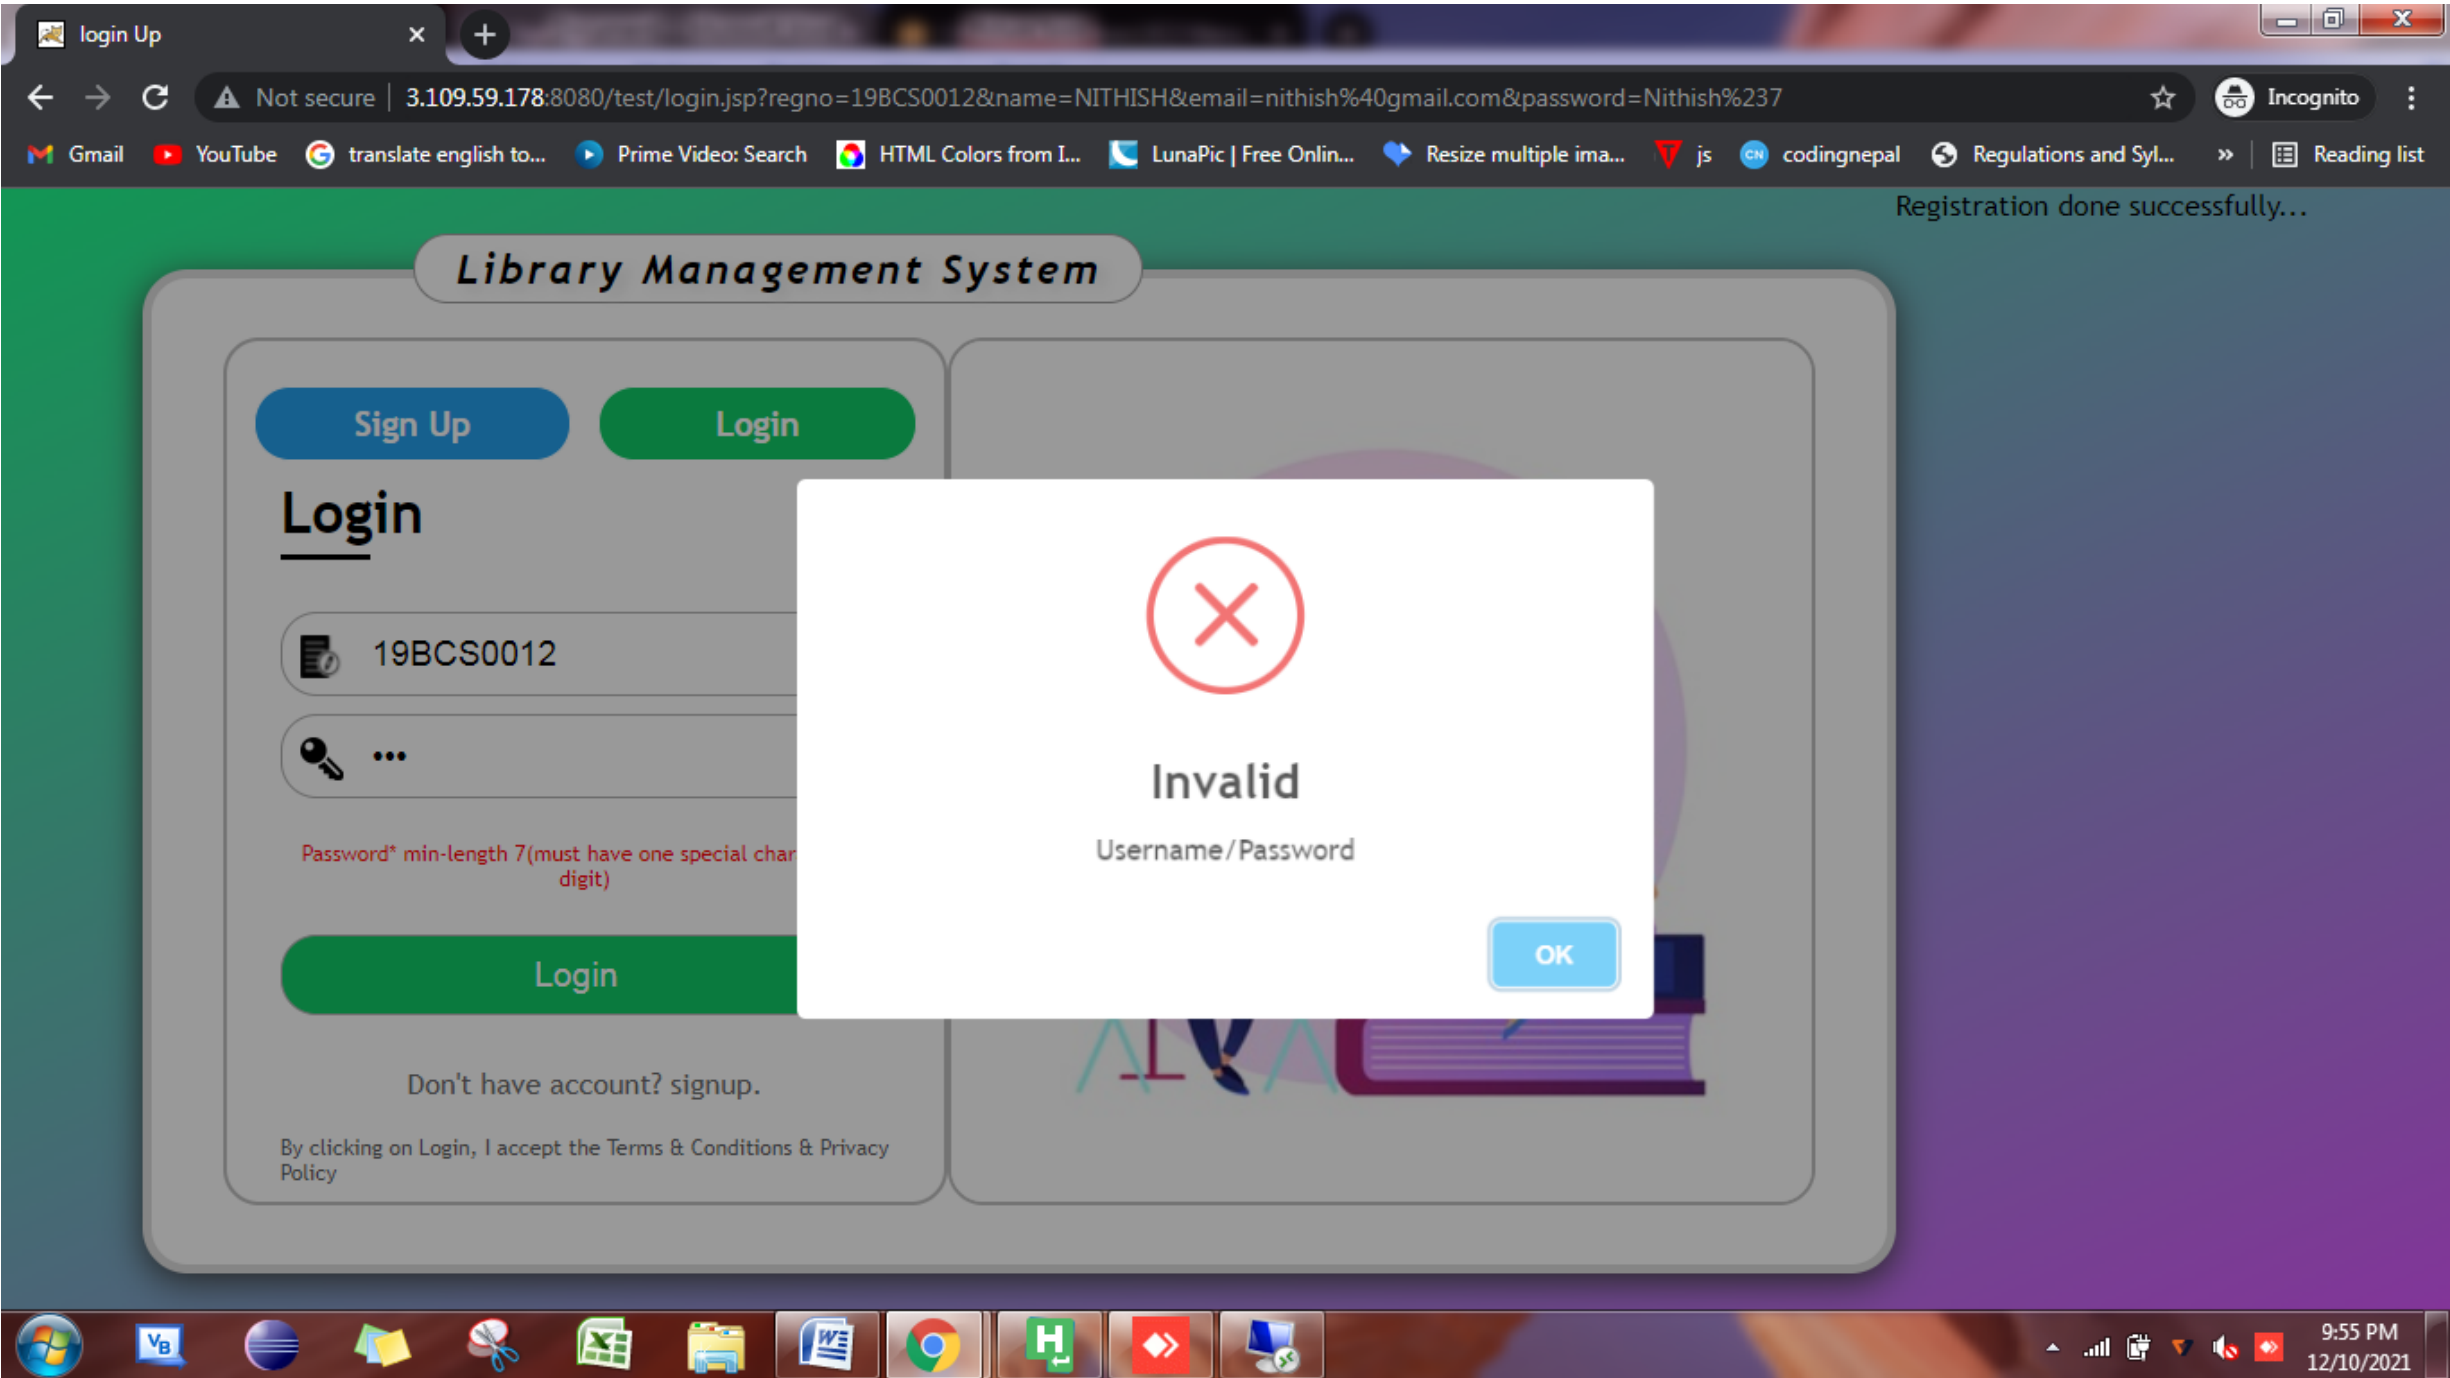 login Up
Not secure | 3.109.59.178:8080/test/login.jsp?regno=19BCS0012&name=NITHISH&email=nithish%40gmail.com&password=Nithish%237
Incognito
Gmail YouTube translate english to... Prime Video: Search HTML Colors from I... LunaPic | Free Onlin... Resize multiple ima... js CN codingnepal Regulations and Syl... » Reading list
Registration done successfully...
Library Management System
Sign Up Login
Login
19BCS0012
•••
Password* min-length 7(must have one special char
digit)
Login
Don't have account? signup.
By clicking on Login, I accept the Terms & Conditions & Privacy
Policy
Invalid
Username/Password
OK
VB
9:55 PM
12/10/2021